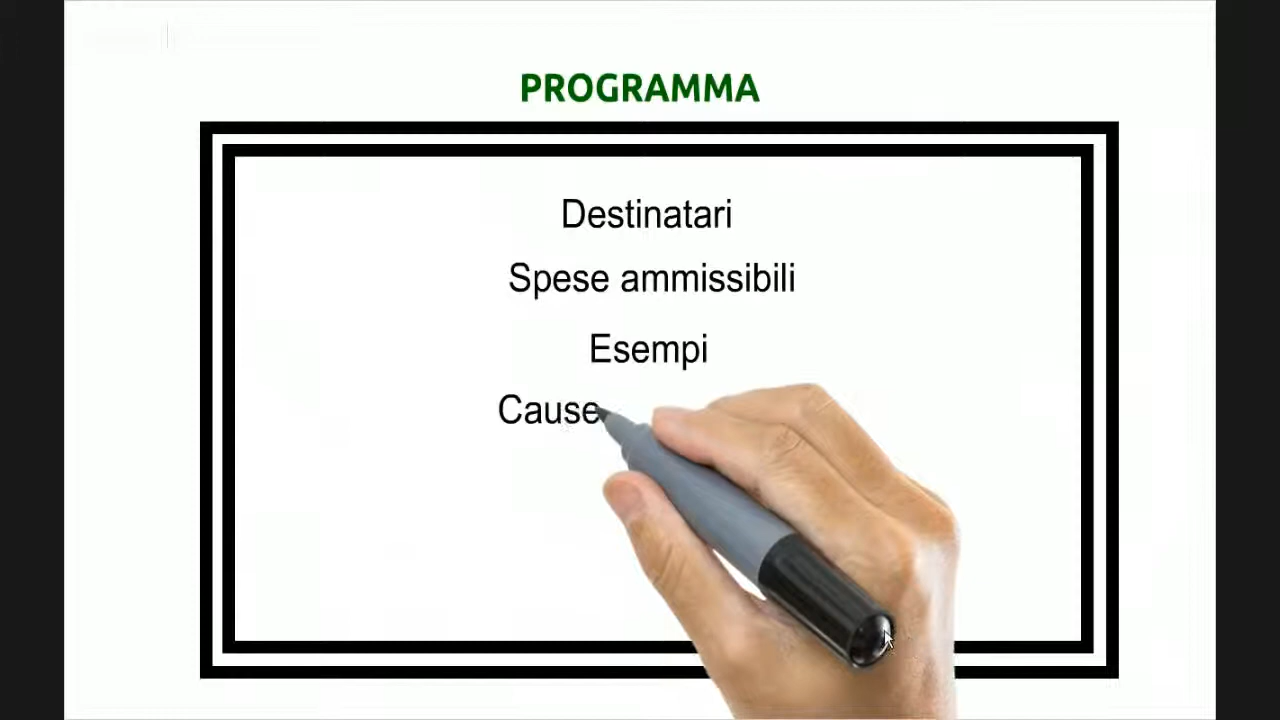 PROGRAMMA
Destinatari
Spese ammissibili
Esempi
Cause